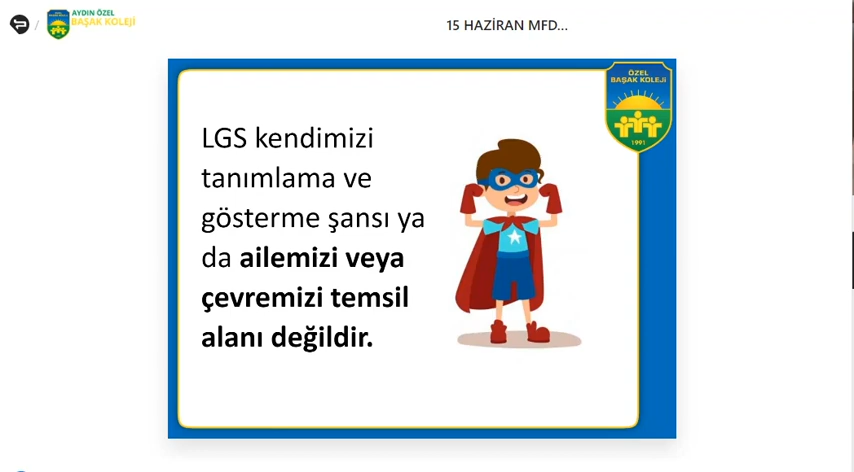 AYDIN ÖZEL
BAŞAK KOLEJİ
15 HAZİRAN MFD...
ÖZEL
BAŞAK KOLEJİ
1991
LGS kendimizi
tanımlama ve
gösterme şansı ya
da ailemizi veya
çevremizi temsil
alanı değildir.